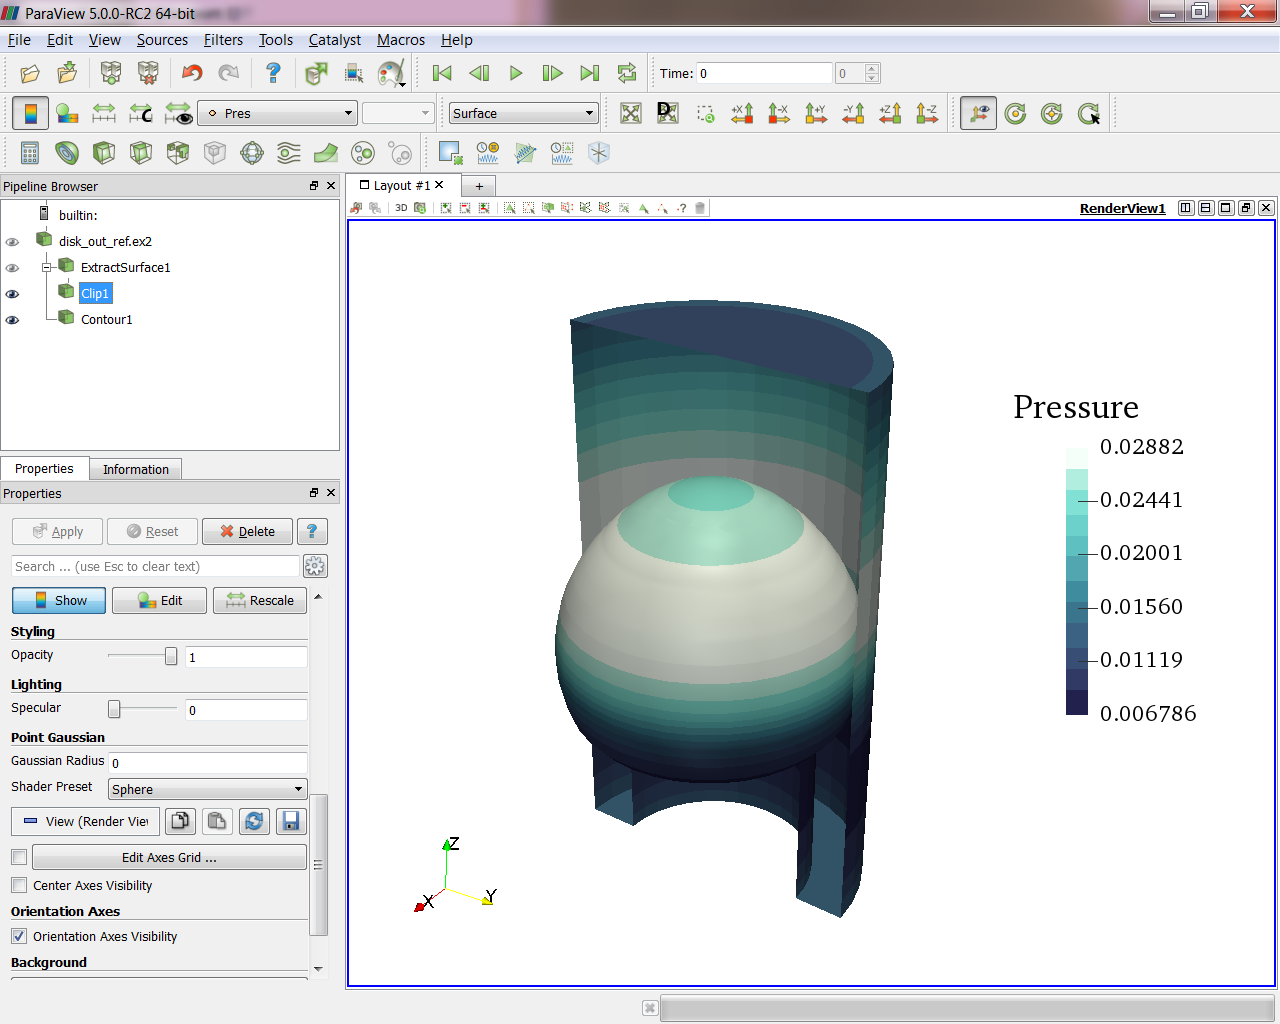 ParaView 5.0.0-RC2 64-bit
File Edit View Sources Filters Tools Catalyst Macros Help
Time: 0 0
Pres Surface
Pipeline Browser
Layout #1 +
3D
RenderView1
builtin:
disk_out_ref.ex2
ExtractSurface1
Clip1
Contour1
Properties Information
Properties
Apply Reset Delete ?
Search ... (use Esc to clear text)
Show Edit Rescale
Styling
Opacity 1
Lighting
Specular 0
Point Gaussian
Gaussian Radius 0
Shader Preset Sphere
View (Render Viev
Edit Axes Grid ...
Center Axes Visibility
Orientation Axes
Orientation Axes Visibility
Background
Pressure
0.02882
0.02441
0.02001
0.01560
0.01119
0.006786
Z
X
Y